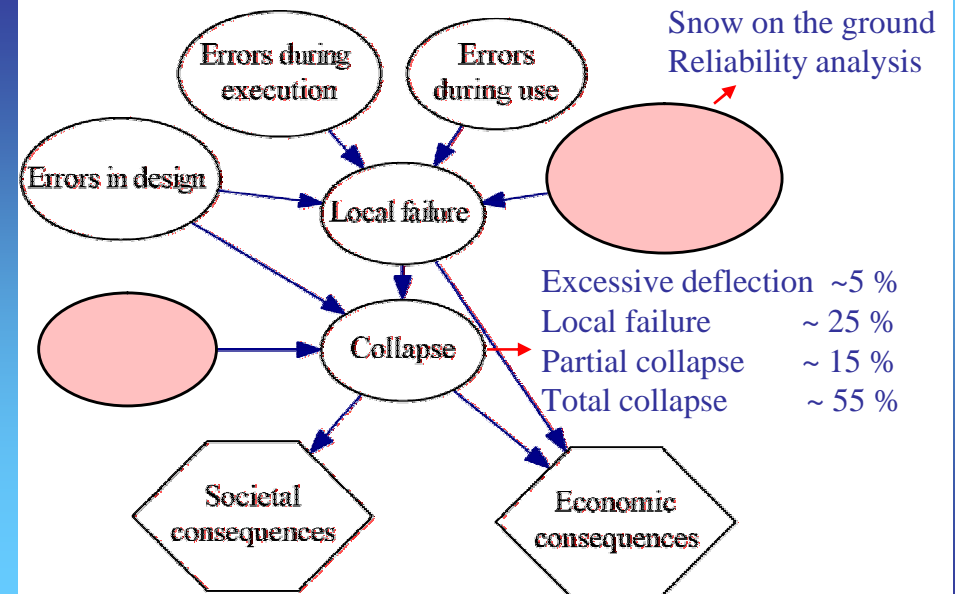 Snow on the ground
Reliability analysis
Errors during
execution
Errors
during use
Errors in design
Local failure
Collapse
Excessive deflection ~5 %
Local failure ~ 25 %
Partial collapse ~ 15 %
Total collapse ~ 55 %
Societal
consequences
Economic
consequences